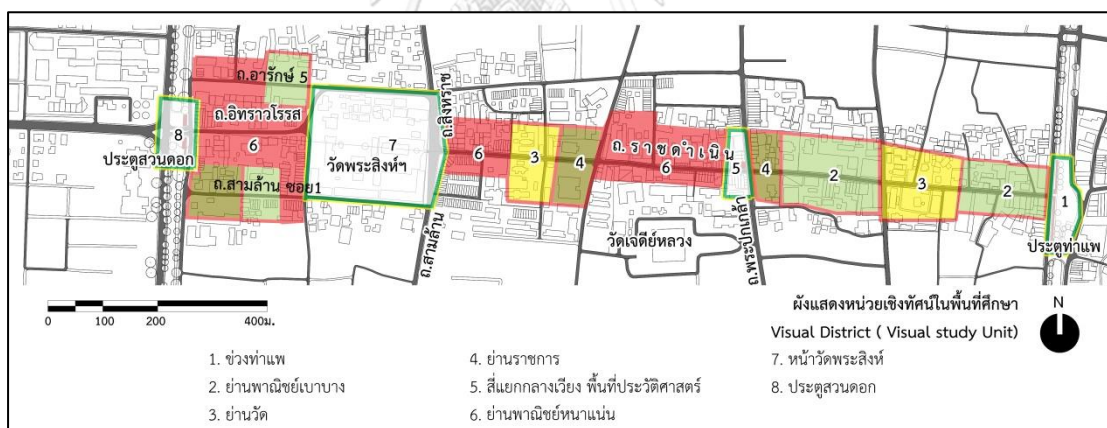 ถ.อารักษ์ 5
ถ.อิทราวโรรส
8
7
ถ.สิงหราช
ประตูสวนดอก
6
วัดพระสิงห์ฯ
6
3
4
ถ.ราชดำเนิน
6
5
4
2
3
2
1
ถ.สามล้าน ซอย1
ถ.สามล้าน
วัดเจดีย์หลวง
ถ.พระปกเกล้า
ประตูท่าแพ
0 100 200 400ม.
ผังแสดงหน่วยเชิงทัศน์ในพื้นที่ศึกษา
Visual District ( Visual study Unit)
N
1. ช่วงท่าแพ
2. ย่านพาณิชย์เบาบาง
3. ย่านวัด
4. ย่านราชการ
5. สี่แยกกลางเวียง พื้นที่ประวัติศาสตร์
6. ย่านพาณิชย์หนาแน่น
7. หน้าวัดพระสิงห์
8. ประตูสวนดอก